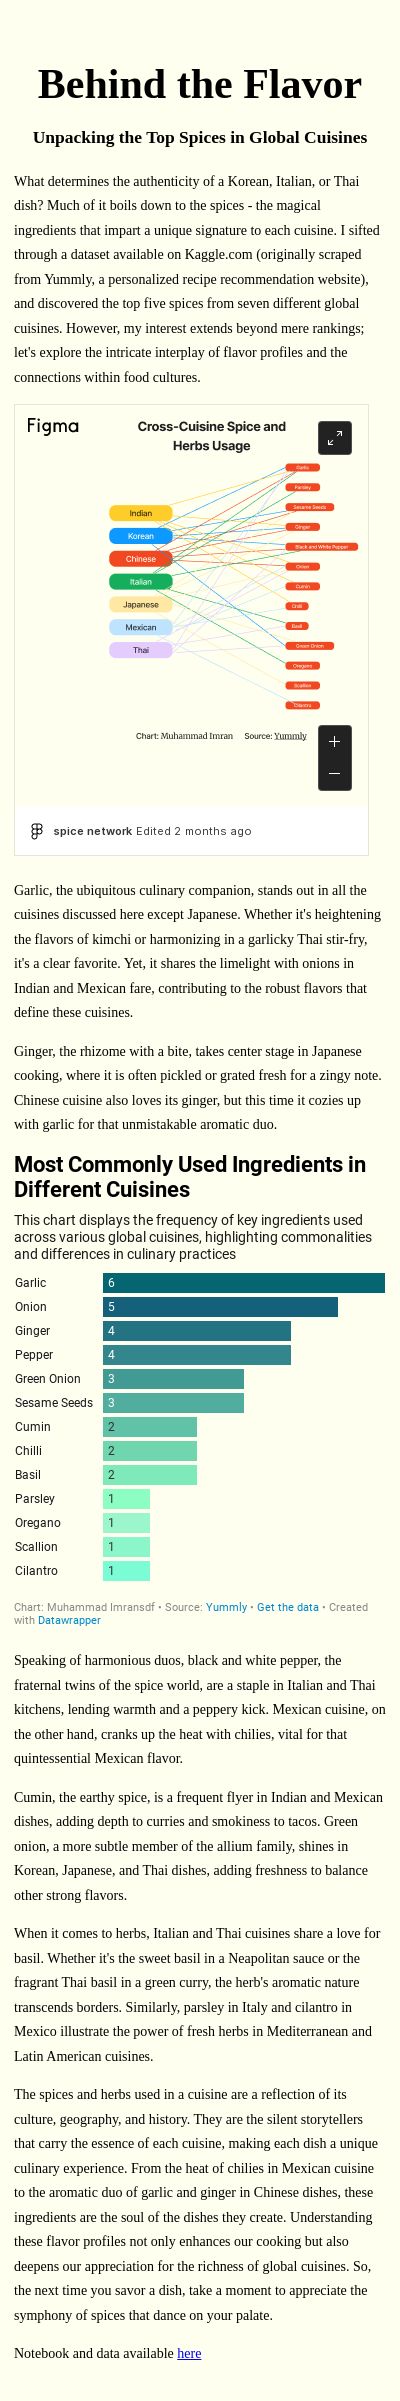 Behind the Flavor
Unpacking the Top Spices in Global Cuisines
What determines the authenticity of a Korean, Italian, or Thai
dish? Much of it boils down to the spices - the magical
ingredients that impart a unique signature to each cuisine. I sifted
through a dataset available on Kaggle.com (originally scraped
from Yummly, a personalized recipe recommendation website),
and discovered the top five spices from seven different global
cuisines. However, my interest extends beyond mere rankings;
let's explore the intricate interplay of flavor profiles and the
connections within food cultures.
Figma
Cross-Cuisine Spice and
Herbs Usage
Indian
Korean
Chinese
Italian
Japanese
Mexican
Thai
Garlic
Parsley
Sesame Seeds
Ginger
Black and White Pepper
Onion
Cumin
Chilli
Basil
Green Onion
Oregano
Scallion
Cilantro
Chart: Muhammad Imran Source: Yummly
spice network Edited 2 months ago
Garlic, the ubiquitous culinary companion, stands out in all the
cuisines discussed here except Japanese. Whether it's heightening
the flavors of kimchi or harmonizing in a garlicky Thai stir-fry,
it's a clear favorite. Yet, it shares the limelight with onions in
Indian and Mexican fare, contributing to the robust flavors that
define these cuisines.
Ginger, the rhizome with a bite, takes center stage in Japanese
cooking, where it is often pickled or grated fresh for a zingy note.
Chinese cuisine also loves its ginger, but this time it cozies up
with garlic for that unmistakable aromatic duo.
Most Commonly Used Ingredients in
Different Cuisines
This chart displays the frequency of key ingredients used
across various global cuisines, highlighting commonalities
and differences in culinary practices
Garlic 6
Onion 5
Ginger 4
Pepper 4
Green Onion 3
Sesame Seeds 3
Cumin 2
Chilli 2
Basil 2
Parsley 1
Oregano 1
Scallion 1
Cilantro 1
Chart: Muhammad Imransdf • Source: Yummly • Get the data • Created
with Datawrapper
Speaking of harmonious duos, black and white pepper, the
fraternal twins of the spice world, are a staple in Italian and Thai
kitchens, lending warmth and a peppery kick. Mexican cuisine, on
the other hand, cranks up the heat with chilies, vital for that
quintessential Mexican flavor.
Cumin, the earthy spice, is a frequent flyer in Indian and Mexican
dishes, adding depth to curries and smokiness to tacos. Green
onion, a more subtle member of the allium family, shines in
Korean, Japanese, and Thai dishes, adding freshness to balance
other strong flavors.
When it comes to herbs, Italian and Thai cuisines share a love for
basil. Whether it's the sweet basil in a Neapolitan sauce or the
fragrant Thai basil in a green curry, the herb's aromatic nature
transcends borders. Similarly, parsley in Italy and cilantro in
Mexico illustrate the power of fresh herbs in Mediterranean and
Latin American cuisines.
The spices and herbs used in a cuisine are a reflection of its
culture, geography, and history. They are the silent storytellers
that carry the essence of each cuisine, making each dish a unique
culinary experience. From the heat of chilies in Mexican cuisine
to the aromatic duo of garlic and ginger in Chinese dishes, these
ingredients are the soul of the dishes they create. Understanding
these flavor profiles not only enhances our cooking but also
deepens our appreciation for the richness of global cuisines. So,
the next time you savor a dish, take a moment to appreciate the
symphony of spices that dance on your palate.
Notebook and data available here